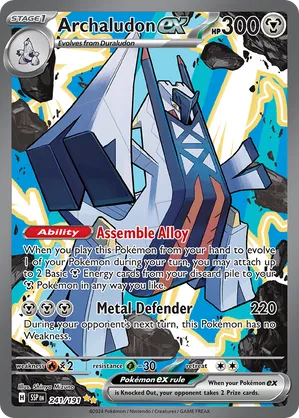 STAGE 1
Archaludon ex HP 300
Evolves from Duraludon
Ability Assemble Alloy
When you play this Pokémon from your hand to evolve
1 of your Pokémon during your turn, you may attach
up to 2 Basic Energy cards from your discard pile to
your Pokémon in any way you like.
Metal Defender 220
During your opponent's next turn, this Pokémon has no
Weakness.
weakness ×2 resistance -30 retreat
Illus. Shinya Mizuno
H SSP EN 241/191
Pokémon ex rule
When your Pokémon ex
is Knocked Out, your opponent takes 2 Prize cards.
©2024 Pokémon / Nintendo / Creatures / GAME FREAK